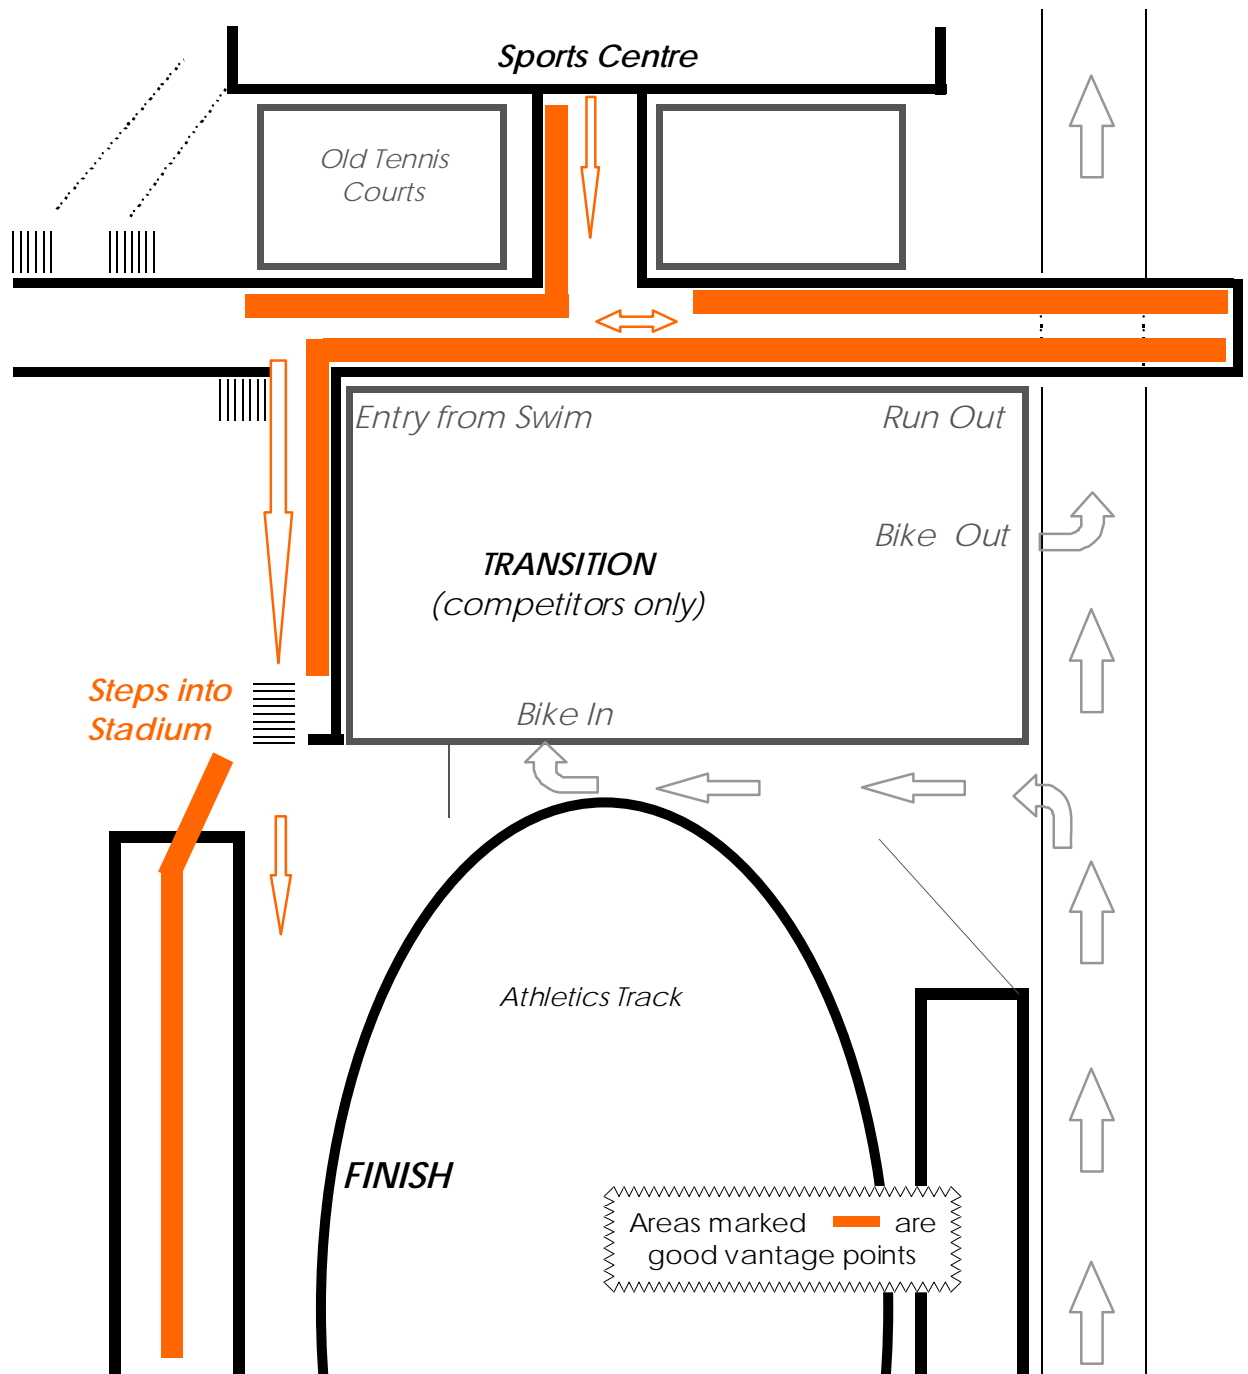 Sports Centre
Old Tennis
Courts
Entry from Swim
Run Out
Bike Out
TRANSITION
(competitors only)
Steps into
Stadium
Bike In
Athletics Track
FINISH
Areas marked are
good vantage points